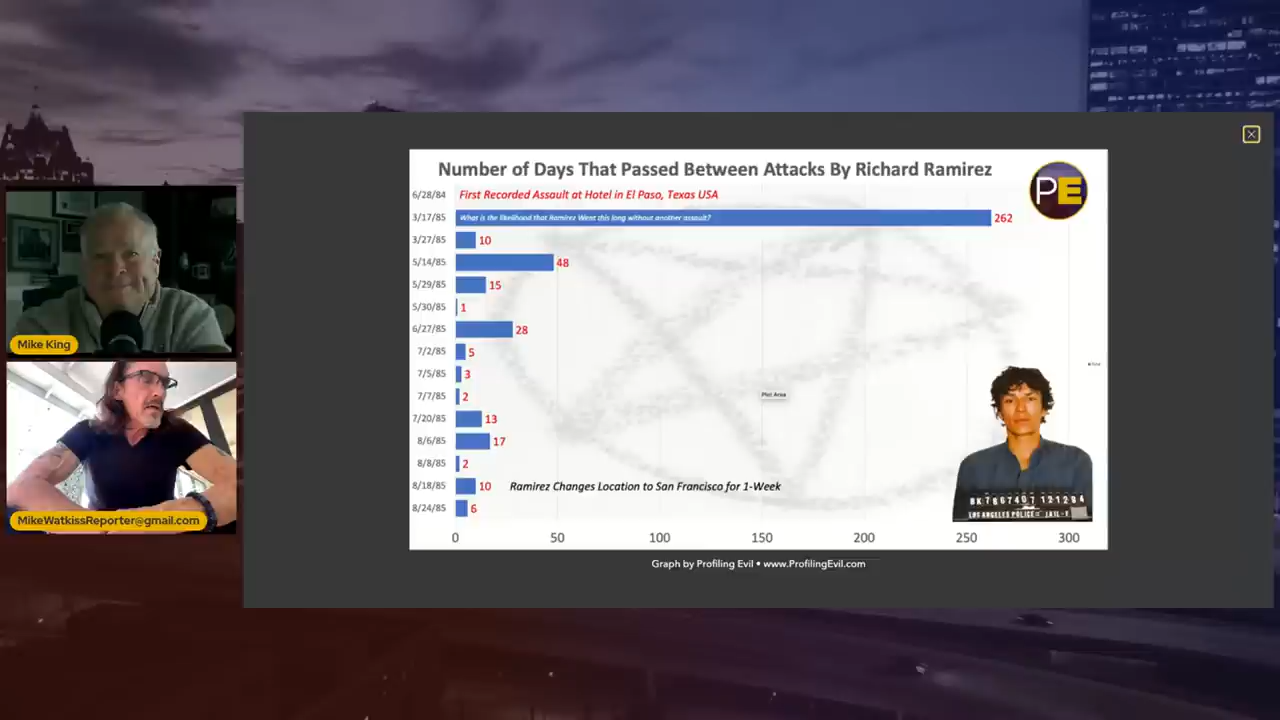 Number of Days That Passed Between Attacks By Richard Ramirez
PE
6/28/84 First Recorded Assault at Hotel in El Paso, Texas USA
3/17/85 What is the likelihood that Ramirez Went this long without another assault? 262
3/27/85 10
5/14/85 48
5/29/85 15
5/30/85 1
6/27/85 28
7/2/85 5
7/5/85 3
7/7/85 2
Plot Area
7/20/85 13
8/6/85 17
8/8/85 2
8/18/85 10 Ramirez Changes Location to San Francisco for 1-Week
8/24/85 6
LOS ANGELES POLICE
0 50 100 150 200 250 300
Graph by Profiling Evil • www.ProfilingEvil.com
Mike King
MikeWatkissReporter@gmail.com